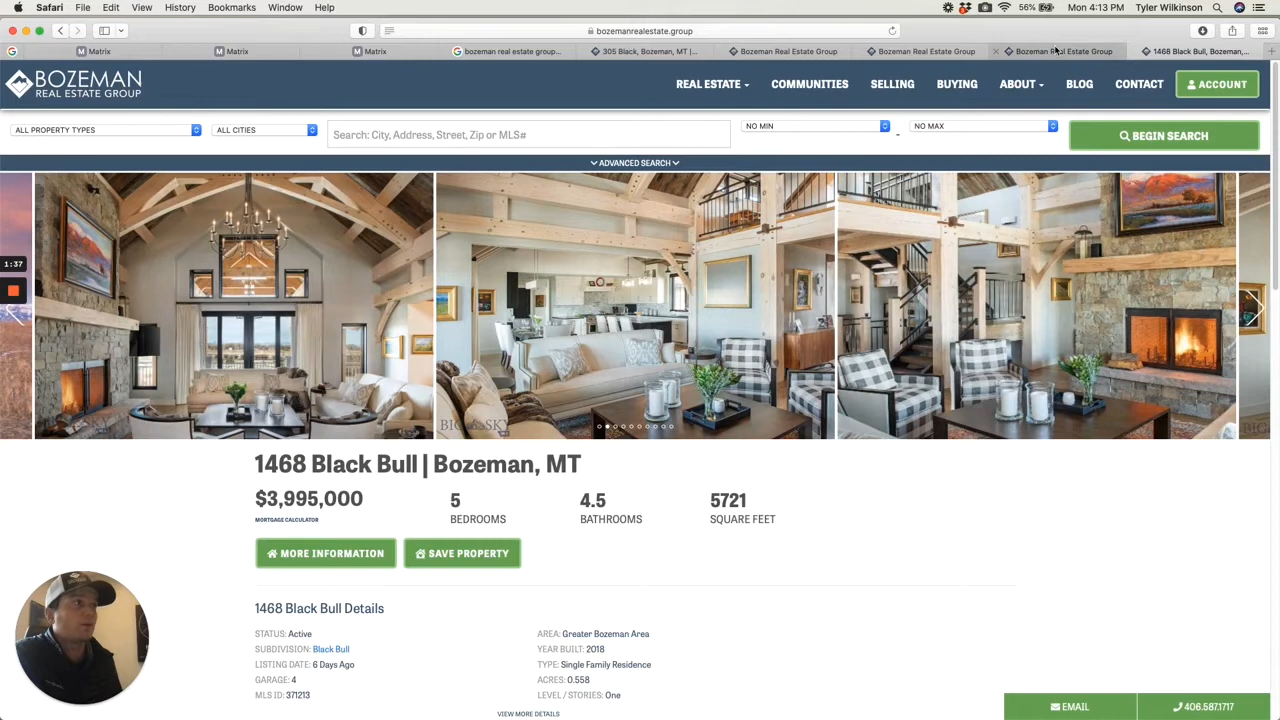 Safari File Edit View History Bookmarks Window Help
56% Mon 4:13 PM Tyler Wilkinson
bozemanrealestate.group
Matrix Matrix Matrix bozeman real estate group... 305 Black, Bozeman, MT |... Bozeman Real Estate Group Bozeman Real Estate Group Bozeman Real Estate Group 1468 Black Bull, Bozeman,...
BOZEMAN
REAL ESTATE GROUP
REAL ESTATE COMMUNITIES SELLING BUYING ABOUT BLOG CONTACT ACCOUNT
ALL PROPERTY TYPES ALL CITIES Search: City, Address, Street, Zip or MLS# NO MIN - NO MAX BEGIN SEARCH
ADVANCED SEARCH
1:37
1468 Black Bull | Bozeman, MT
$3,995,000
MORTGAGE CALCULATOR
5
BEDROOMS
4.5
BATHROOMS
5721
SQUARE FEET
MORE INFORMATION SAVE PROPERTY
1468 Black Bull Details
STATUS: Active
SUBDIVISION: Black Bull
LISTING DATE: 6 Days Ago
GARAGE: 4
MLS ID: 371213
AREA: Greater Bozeman Area
YEAR BUILT: 2018
TYPE: Single Family Residence
ACRES: 0.558
LEVEL / STORIES: One
VIEW MORE DETAILS
EMAIL 406.587.1717